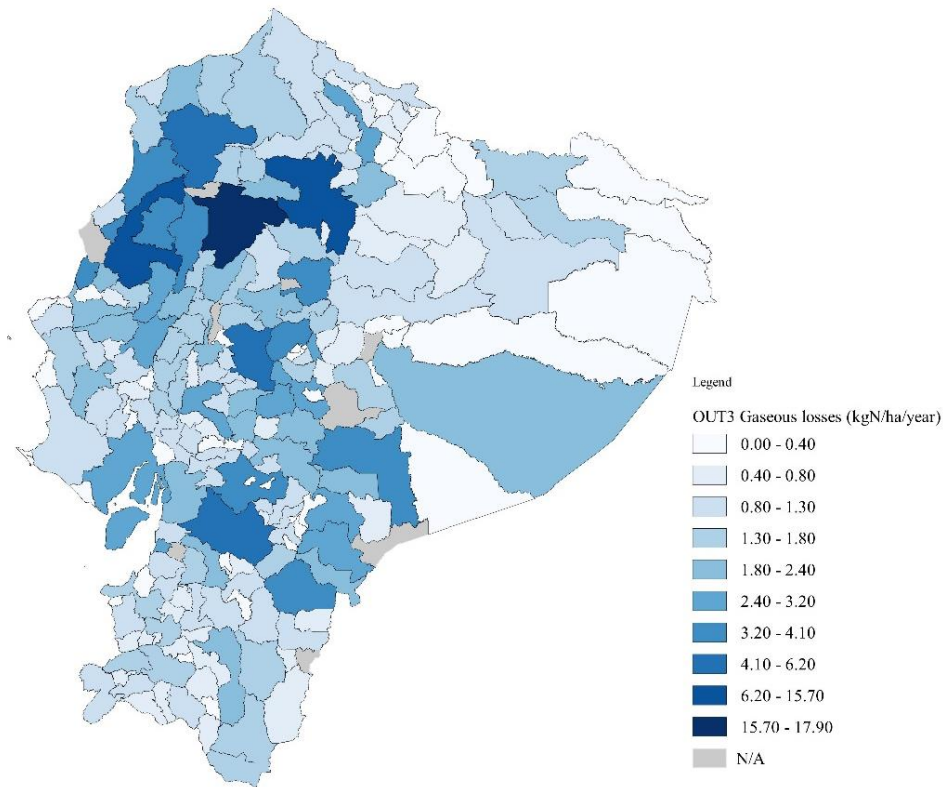 Legend
OUT3 Gaseous losses (kgN/ha/year)
0.00 - 0.40
0.40 - 0.80
0.80 - 1.30
1.30 - 1.80
1.80 - 2.40
2.40 - 3.20
3.20 - 4.10
4.10 - 6.20
6.20 - 15.70
15.70 - 17.90
N/A